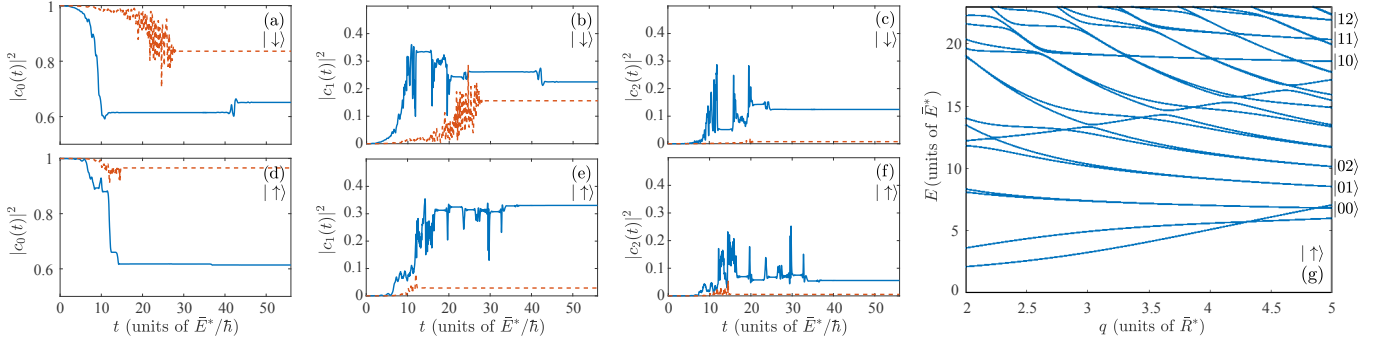 (a)
| ↓⟩
|c₀(t)|²
1
0.8
0.6
(b)
| ↓⟩
|c₁(t)|²
0.4
0.3
0.2
0.1
0
(c)
| ↓⟩
|c₂(t)|²
0.4
0.3
0.2
0.1
0
(d)
| ↑⟩
|c₀(t)|²
1
0.8
0.6
0 10 20 30 40 50
t (units of Ē*/ℏ)
(e)
| ↑⟩
|c₁(t)|²
0.4
0.3
0.2
0.1
0
0 10 20 30 40 50
t (units of Ē*/ℏ)
(f)
| ↑⟩
|c₂(t)|²
0.4
0.3
0.2
0.1
0
0 10 20 30 40 50
t (units of Ē*/ℏ)
E (units of Ē*)
20
15
10
5
0
|12⟩
|11⟩
|10⟩
|02⟩
|01⟩
|00⟩
| ↑⟩
(g)
2 2.5 3 3.5 4 4.5 5
q (units of R̄*)